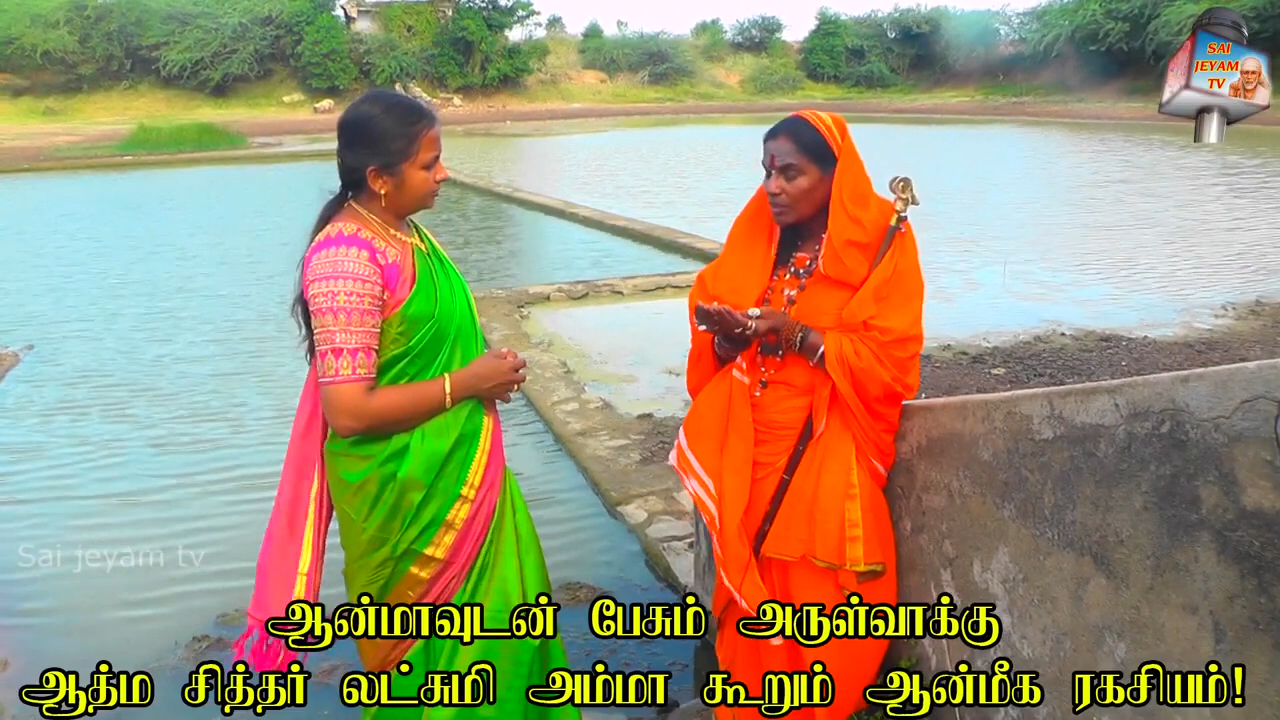 SAI
JEYAM
TV
Sai jeyam tv
ஆன்மாவுடன் பேசும் அருள்வாக்கு
ஆத்ம சித்தர் லட்சுமி அம்மா கூறும் ஆன்மீக ரகசியம்!